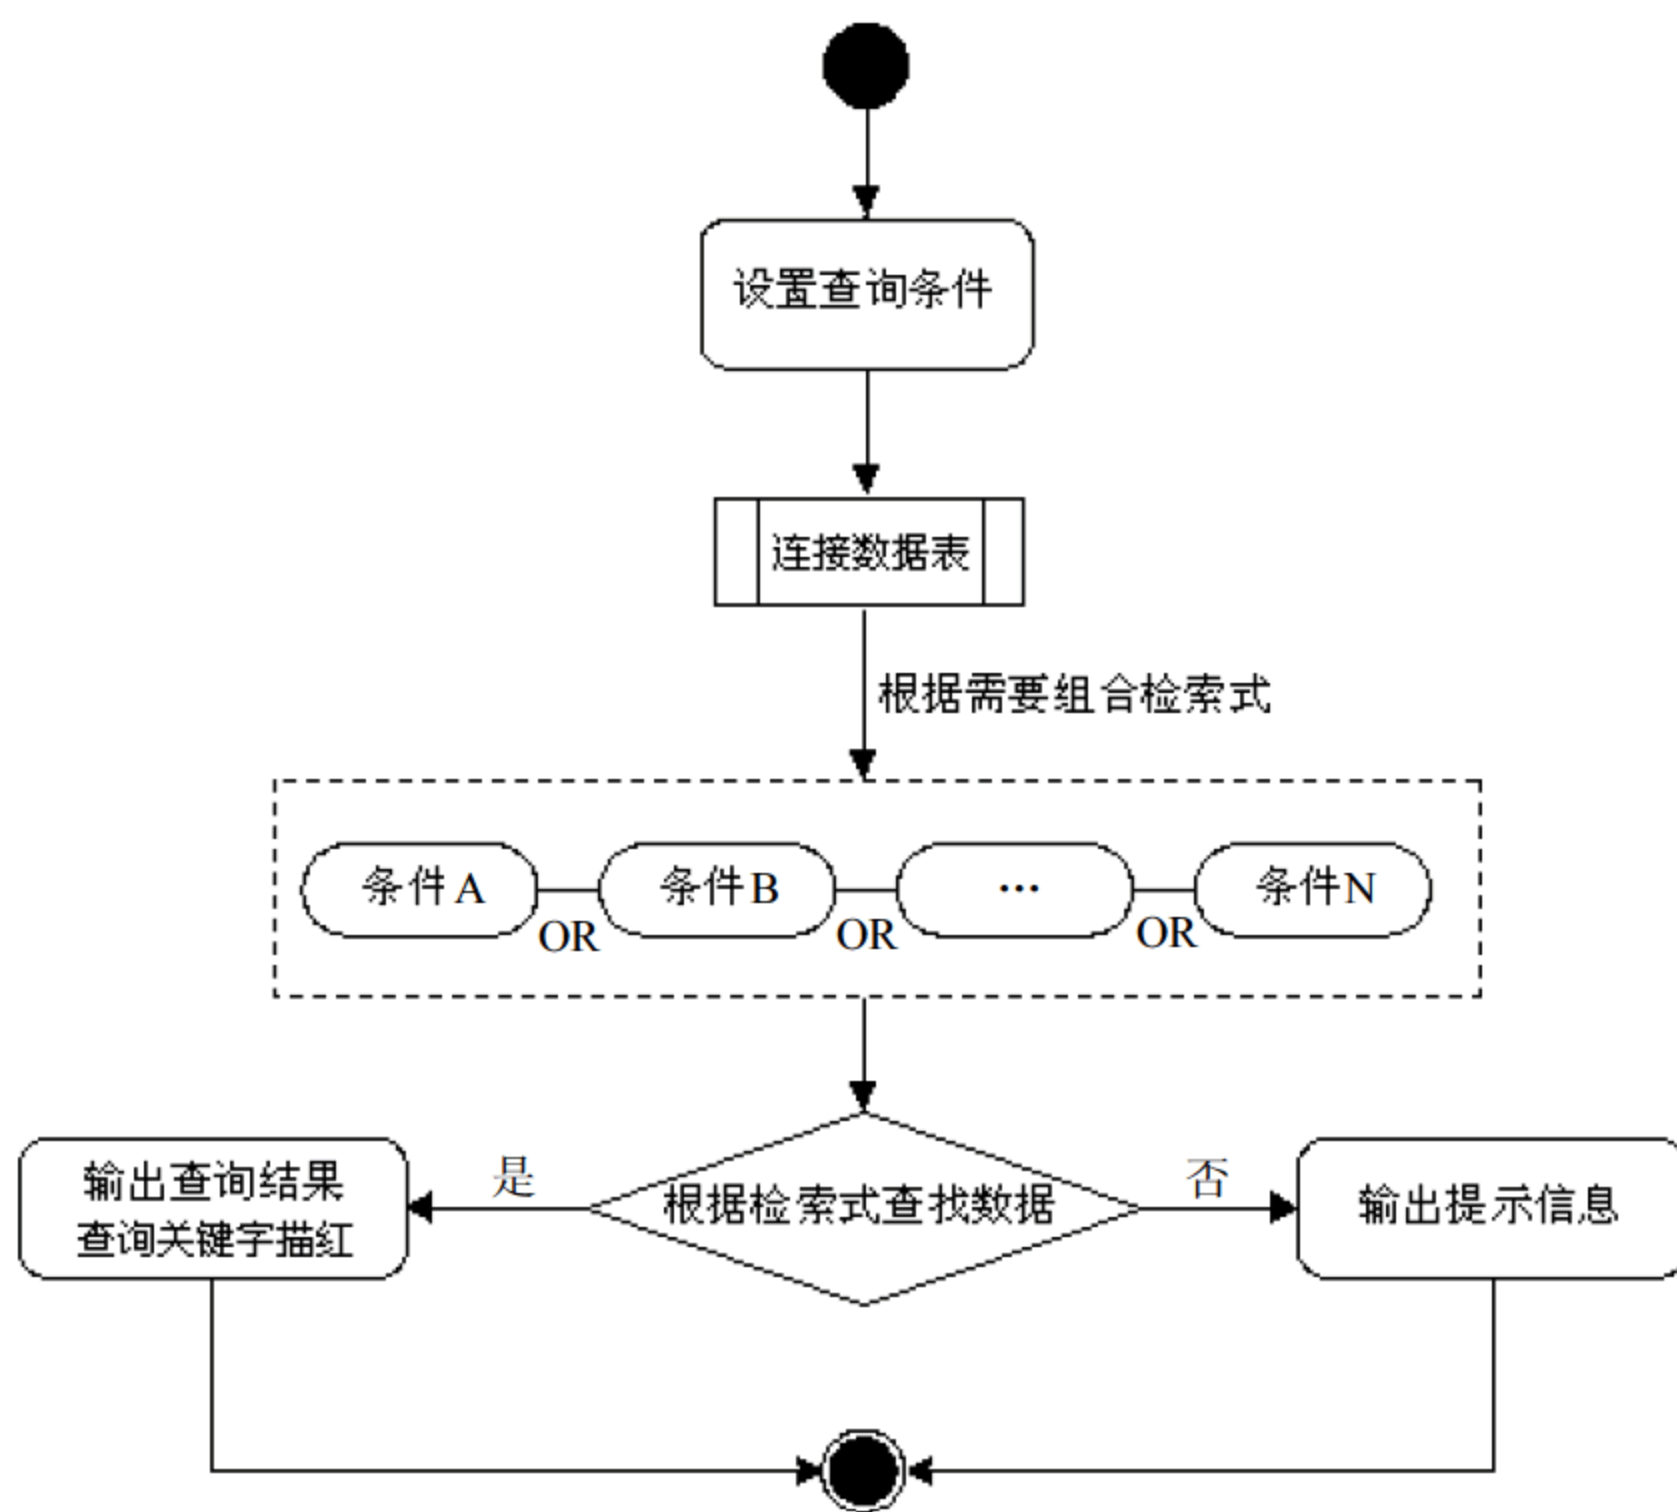 设置查询条件
连接数据表
根据需要组合检索式
条件A
条件B
…
条件N
OR
OR
OR
是
否
输出查询结果
查询关键字描红
根据检索式查找数据
输出提示信息